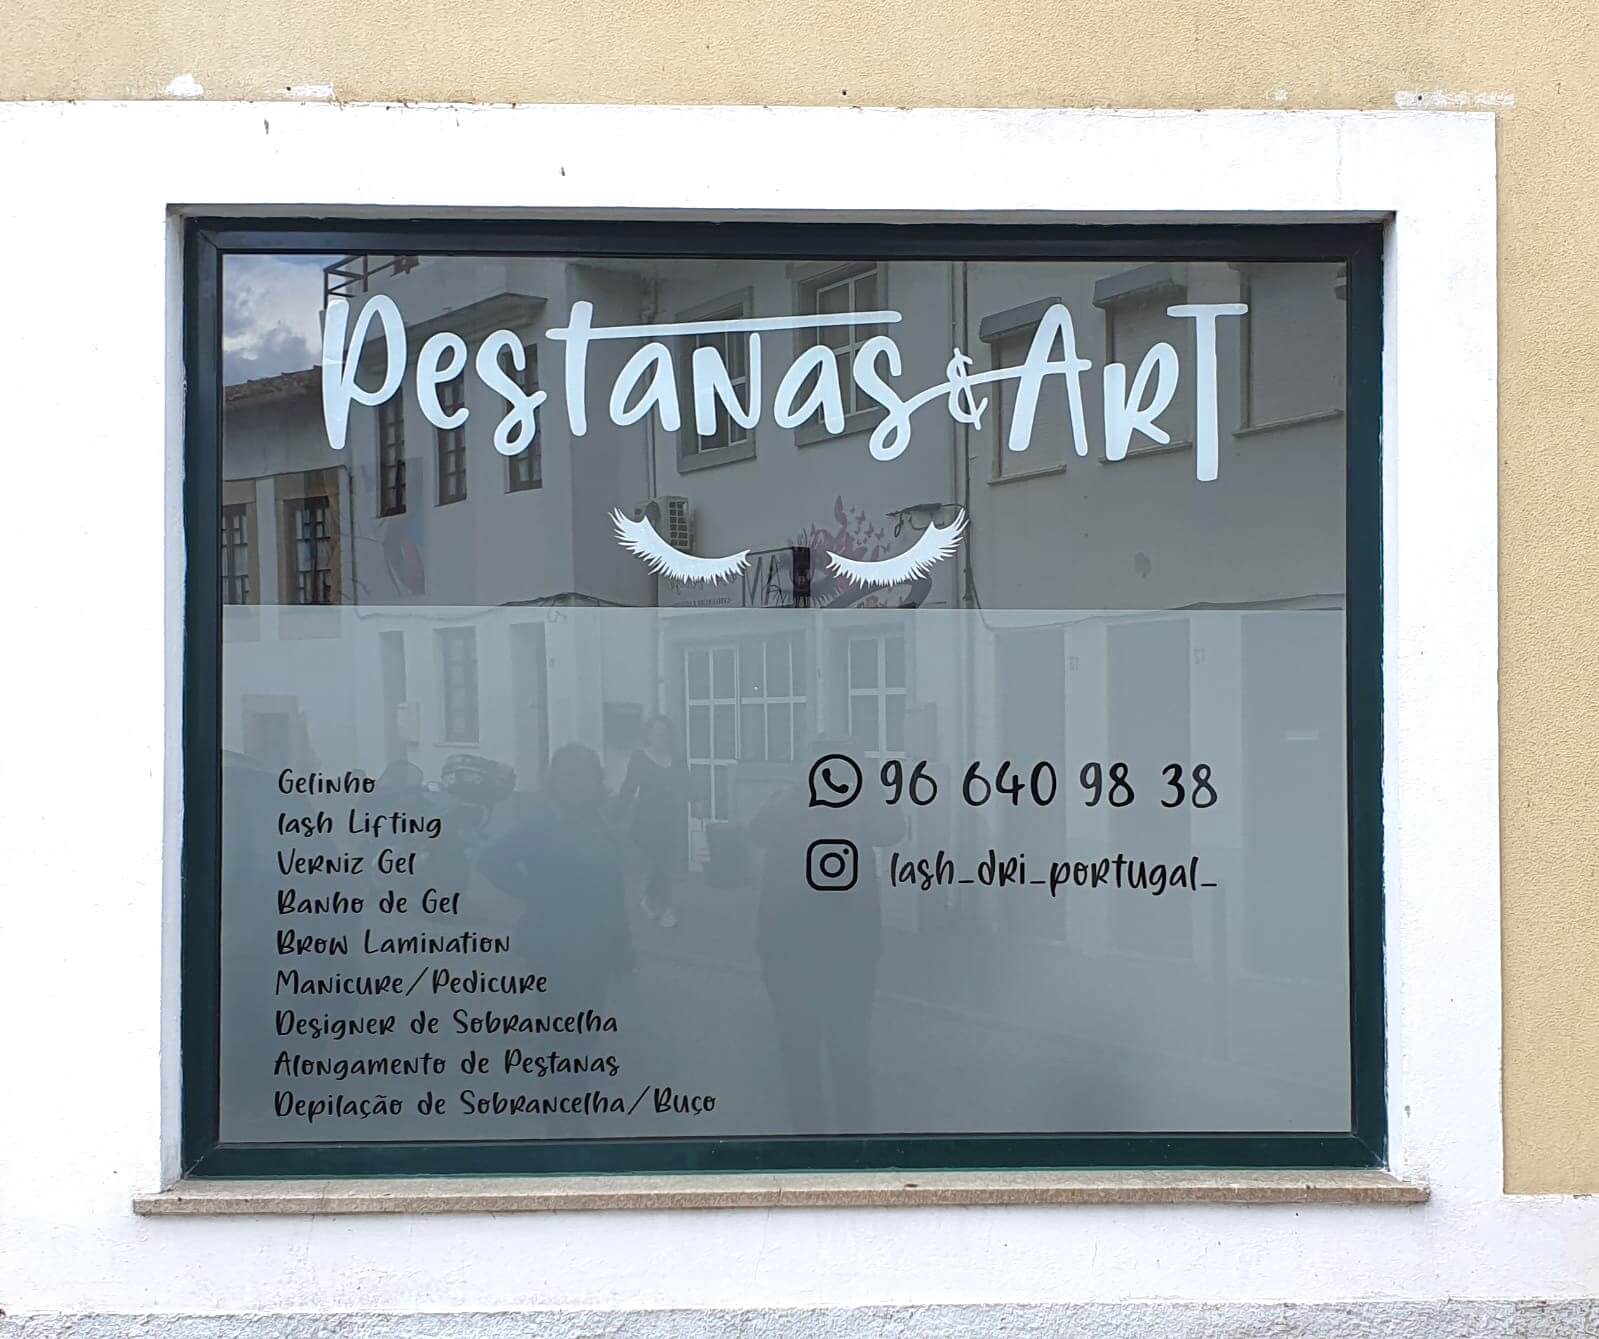 Pestanas & Art
Gelinho
lash Lifting
Verniz Gel
Banho de Gel
Brow Lamination
Manicure/Pedicure
Designer de Sobrancelha
Alongamento de Pestanas
Depilação de Sobrancelha/Buço
96 640 98 38
lash_dri_portugal_